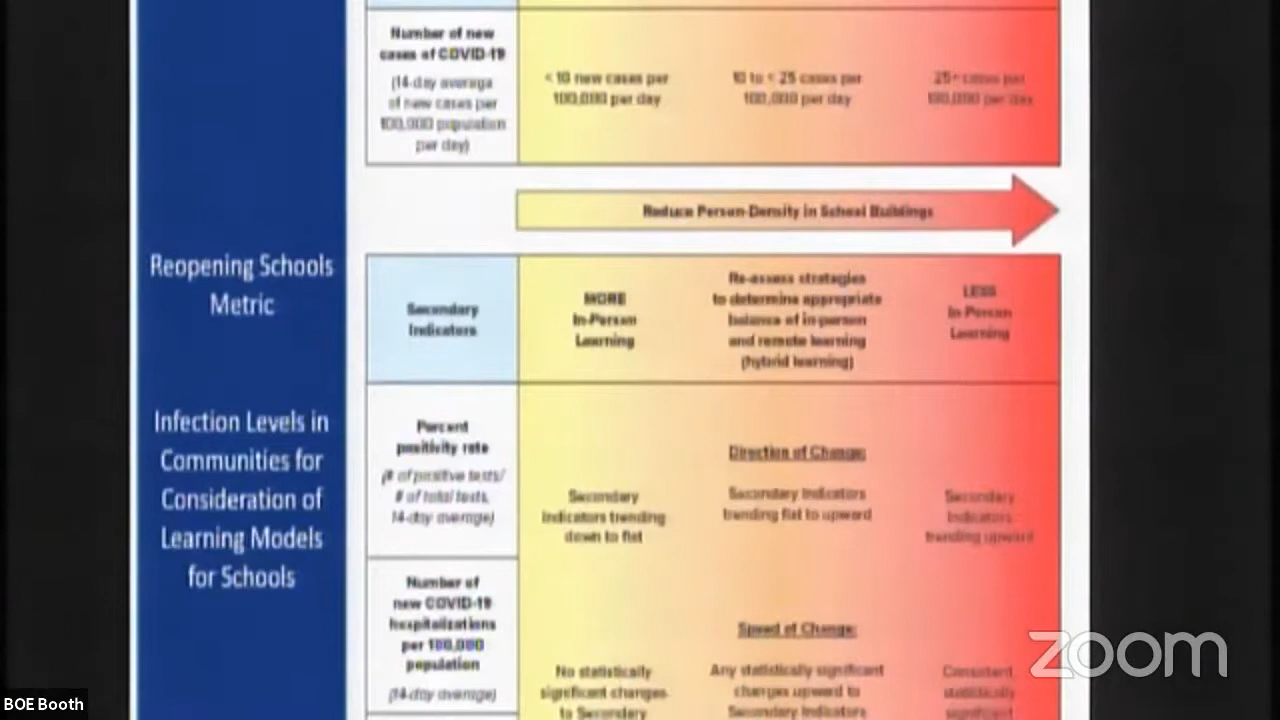 Number of new
cases of COVID-19
(14-day average
of new cases per
100,000 population
per day)
< 10 new cases per
100,000 per day
10 to < 25 cases per
100,000 per day
25+ cases per
100,000 per day
Reduce Person-Density in School Buildings
Reopening Schools
Metric
Infection Levels in
Communities for
Consideration of
Learning Models
for Schools
Secondary
Indicators
MORE
In-Person
Learning
Re-assess strategies
to determine appropriate
balance of in-person
and remote learning
(hybrid learning)
LESS
In-Person
Learning
Percent
positivity rate
(# of positive tests/
# of total tests,
14-day average)
Direction of Change:
Secondary
Indicators trending
down to flat
Secondary Indicators
trending flat to upward
Secondary
Indicators
trending upward
Number of
new COVID-19
hospitalizations
per 100,000
population
(14-day average)
Speed of Change:
No statistically
significant changes
to Secondary
Any statistically significant
changes upward to
Secondary Indicators
Consistent
statistically
significant
zoom
BOE Booth